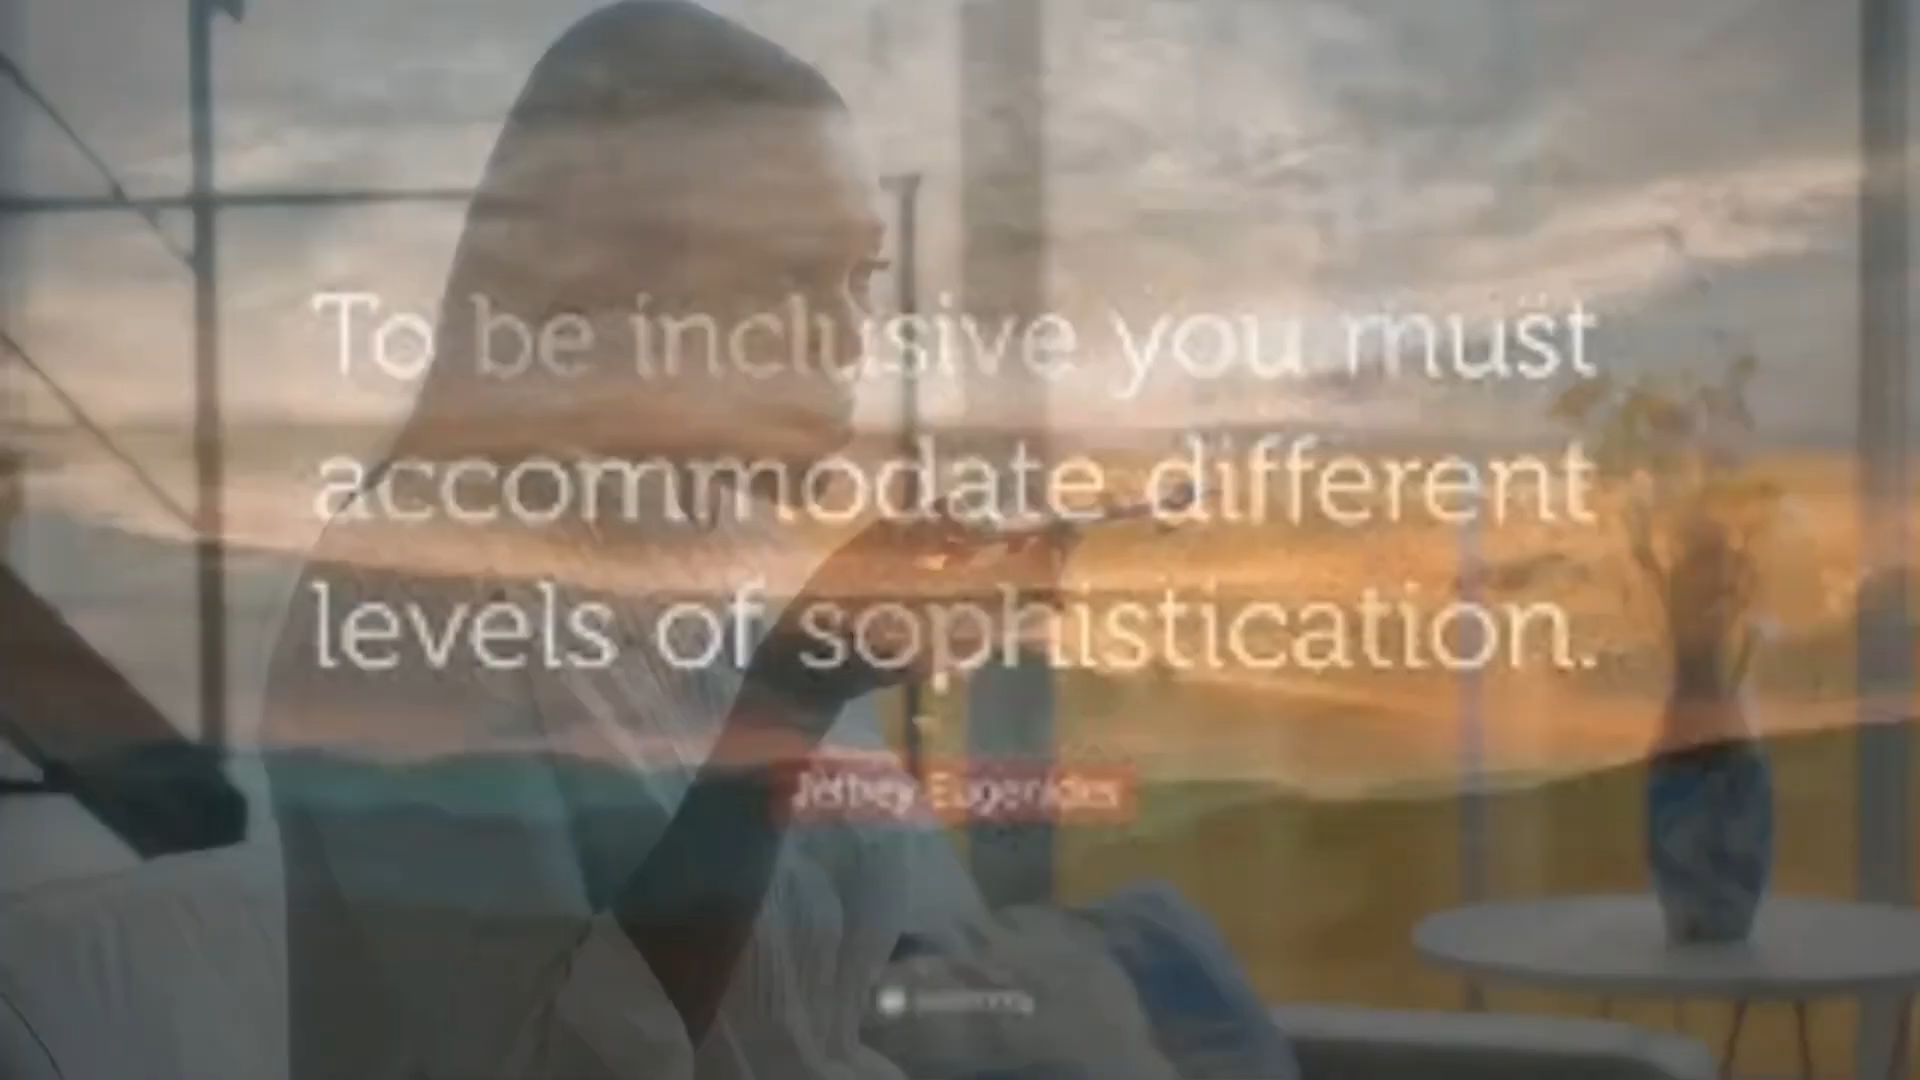 To be inclusive you must
accommodate different
levels of sophistication.
Jeffrey Eugenides